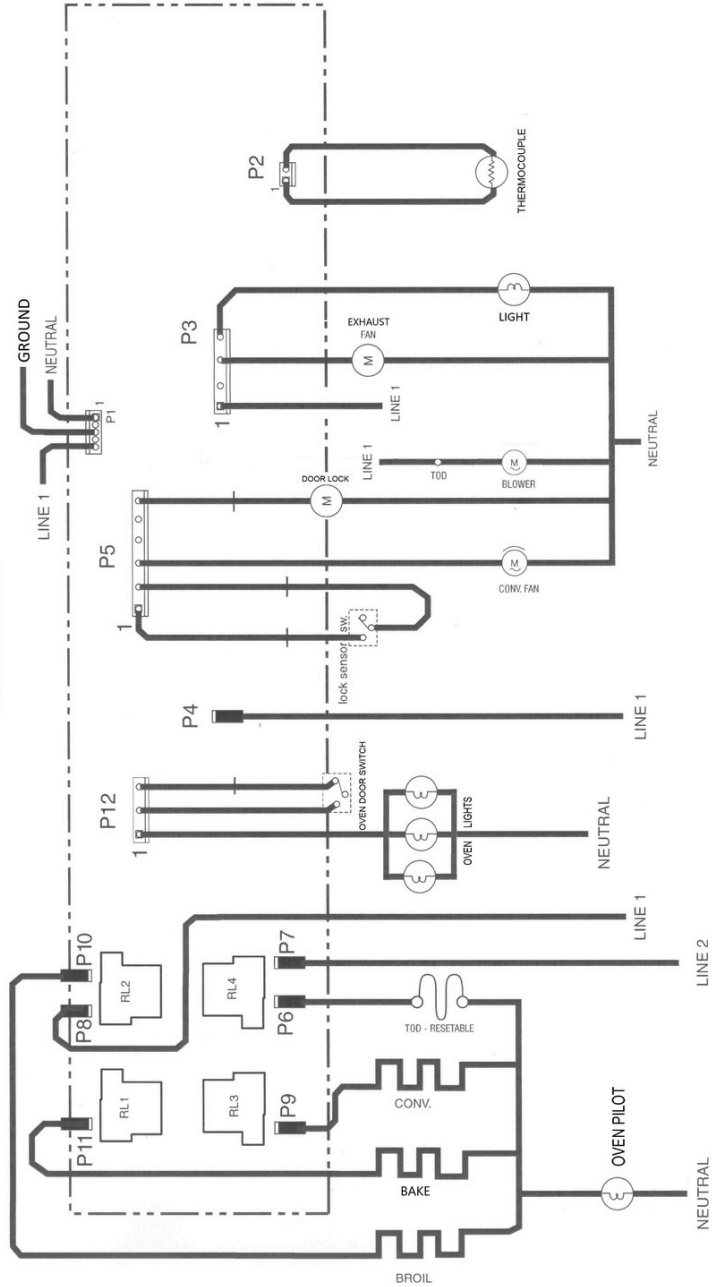 GROUND
NEUTRAL
LINE 1
P1
1
P2
1
THERMOCOUPLE
P3
1
EXHAUST
FAN
LIGHT
LINE 1
LINE 1
TOD
M
BLOWER
NEUTRAL
P5
1
DOOR LOCK
M
M
M
CONV. FAN
lock sensor sw.
P4
LINE 1
P12
1
OVEN DOOR SWITCH
OVEN LIGHTS
NEUTRAL
P10
P8
RL2
RL4
P7
P6
LINE 1
LINE 2
TOD - RESETABLE
P11
RL1
RL3
P9
CONV.
BAKE
BROIL
OVEN PILOT
NEUTRAL